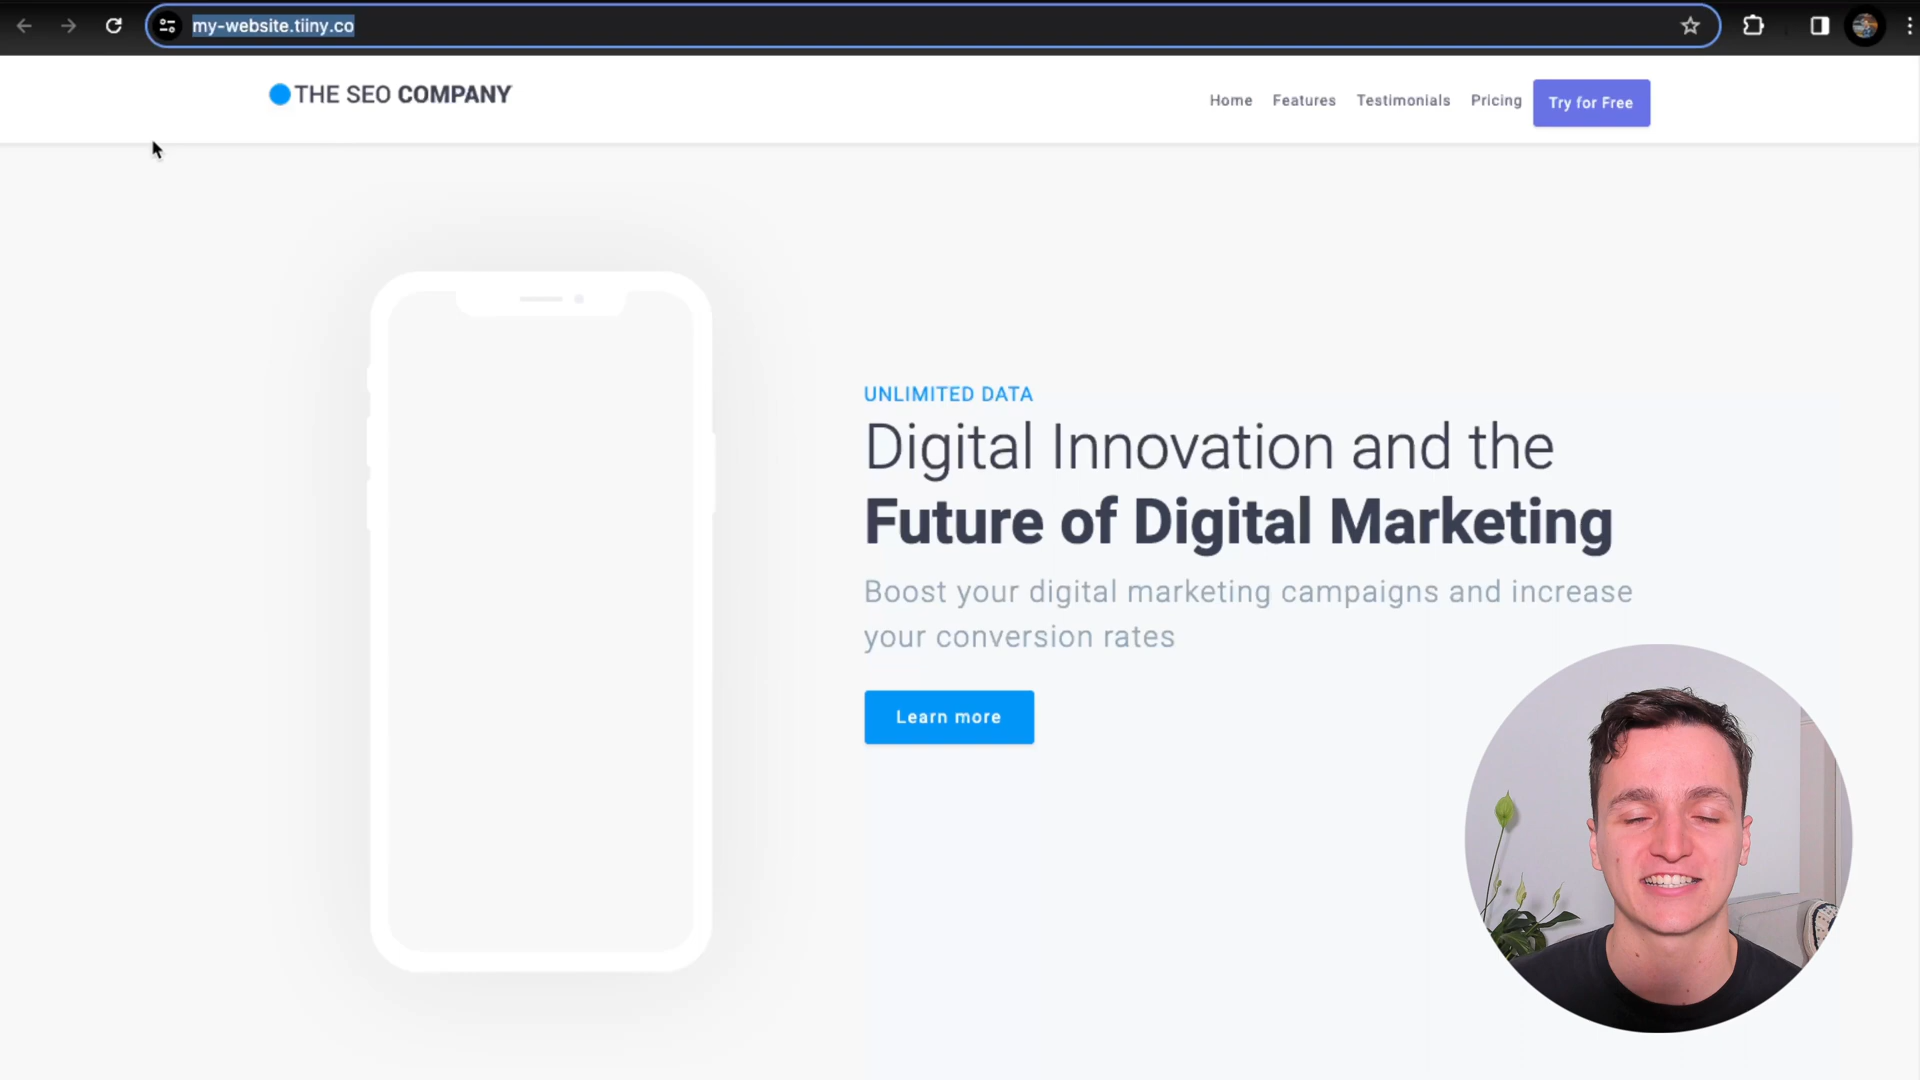 my-website.tiiny.co
THE SEO COMPANY
Home Features Testimonials Pricing Try for Free
UNLIMITED DATA
Digital Innovation and the
Future of Digital Marketing
Boost your digital marketing campaigns and increase
your conversion rates
Learn more